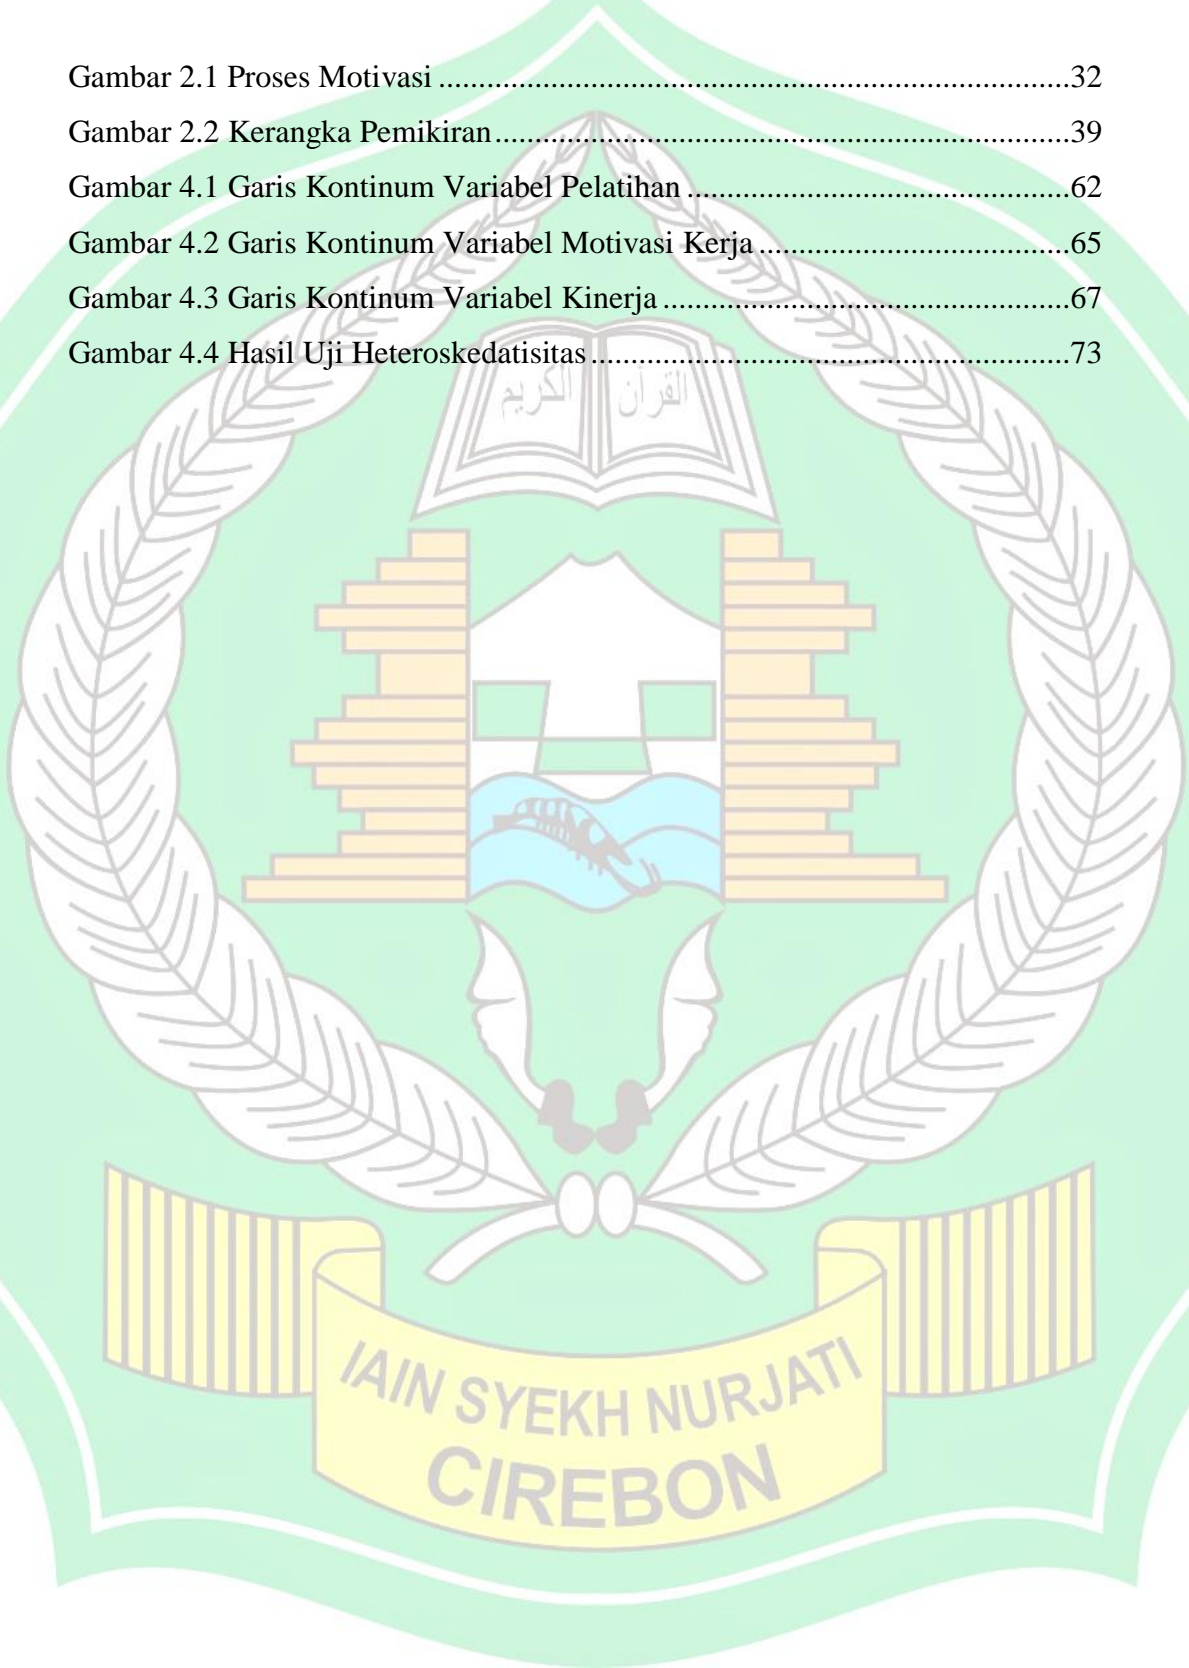 Gambar 2.1 Proses Motivasi ................................................................................32
Gambar 2.2 Kerangka Pemikiran.........................................................................39
Gambar 4.1 Garis Kontinum Variabel Pelatihan ................................................62
Gambar 4.2 Garis Kontinum Variabel Motivasi Kerja .......................................65
Gambar 4.3 Garis Kontinum Variabel Kinerja ...................................................67
Gambar 4.4 Hasil Uji Heteroskedatisitas............................................................73
القرآن الكريم
IAIN SYEKH NURJATI
CIREBON